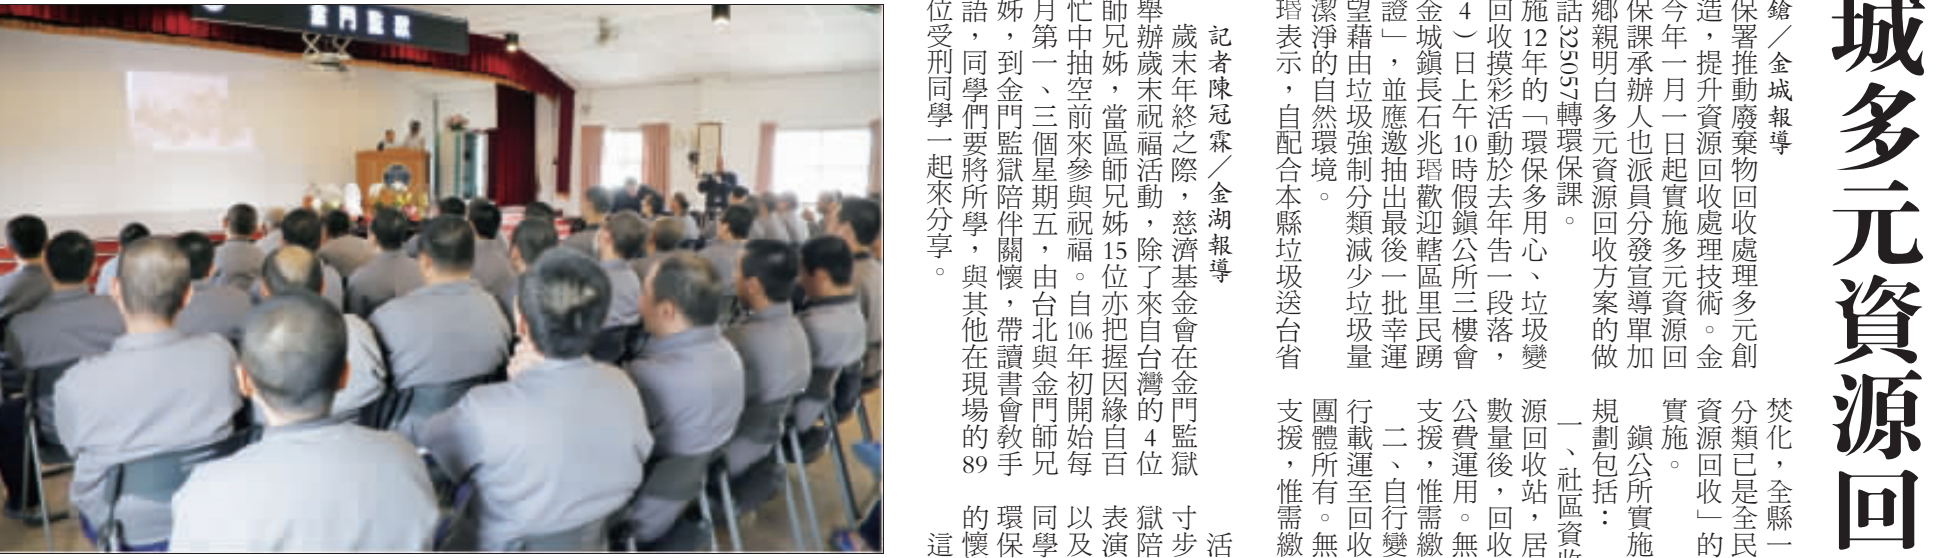 城多元資源回
鎗╱金城報導
保署推動廢棄物回收處理多元創
造，提升資源回收處理技術。金
今年一月一日起實施多元資源回
保課承辦人也派員分發宣導單加
鄉親明白多元資源回收方案的做
話325057轉環保課。
施12年的「環保多用心、垃圾變
回收摸彩活動於去年告一段落，
4）日上午10時假鎮公所三樓會
金城鎮長石兆瑉歡迎轄區里民踴
證」，並應邀抽出最後一批幸運
望藉由垃圾強制分類減少垃圾量
潔淨的自然環境。
瑉表示，自配合本縣垃圾送台省
焚化，全縣一
分類已是全民
資源回收」的
實施。
鎮公所實施
規劃包括：
一、社區資收
源回收站，居
數量後，回收
公費運用。無
支援，惟需繳
二、自行變
行載運至回收
團體所有。無
支援，惟需繳
記者陳冠霖╱金湖報導
歲末年終之際，慈濟基金會在金門監獄
舉辦歲末祝福活動，除了來自台灣的4位
師兄姊，當區師兄姊15位亦把握因緣自百
忙中抽空前來參與祝福。自106年初開始每
月第一、三個星期五，由台北與金門師兄
姊，到金門監獄陪伴關懷，帶讀書會教手
語，同學們要將所學，與其他在現場的89
位受刑同學一起來分享。
活
寸步
獄陪
表演
以及
同學
環保
的懷
這
金門監獄